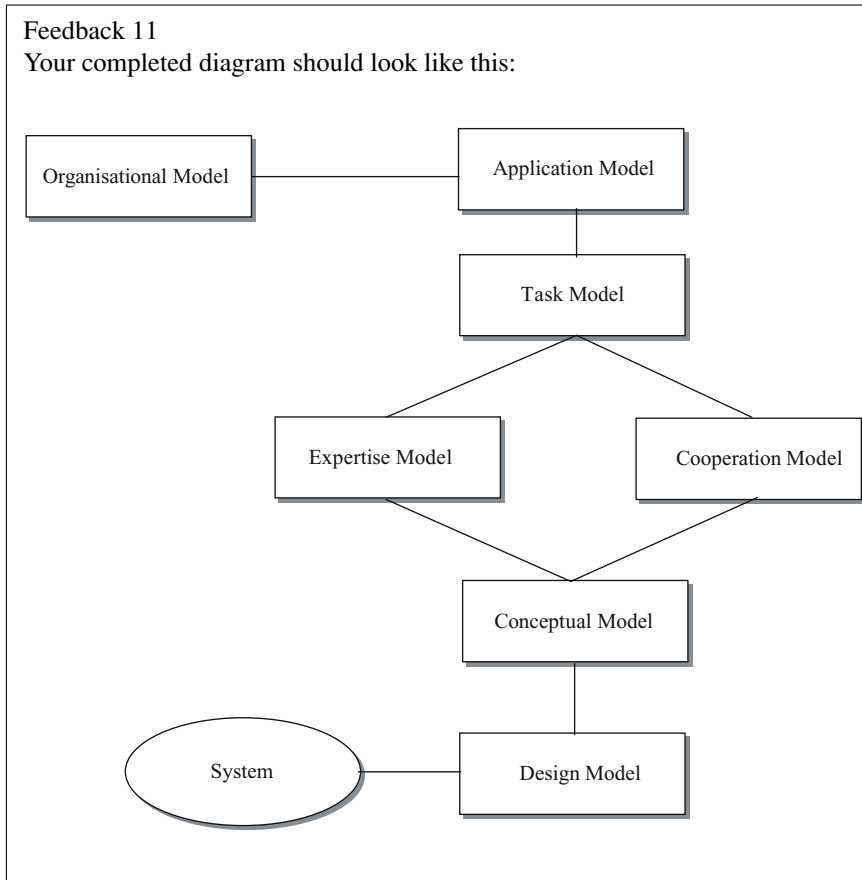 Feedback 11
Your completed diagram should look like this:
Organisational Model
Application Model
Task Model
Expertise Model
Cooperation Model
Conceptual Model
System
Design Model